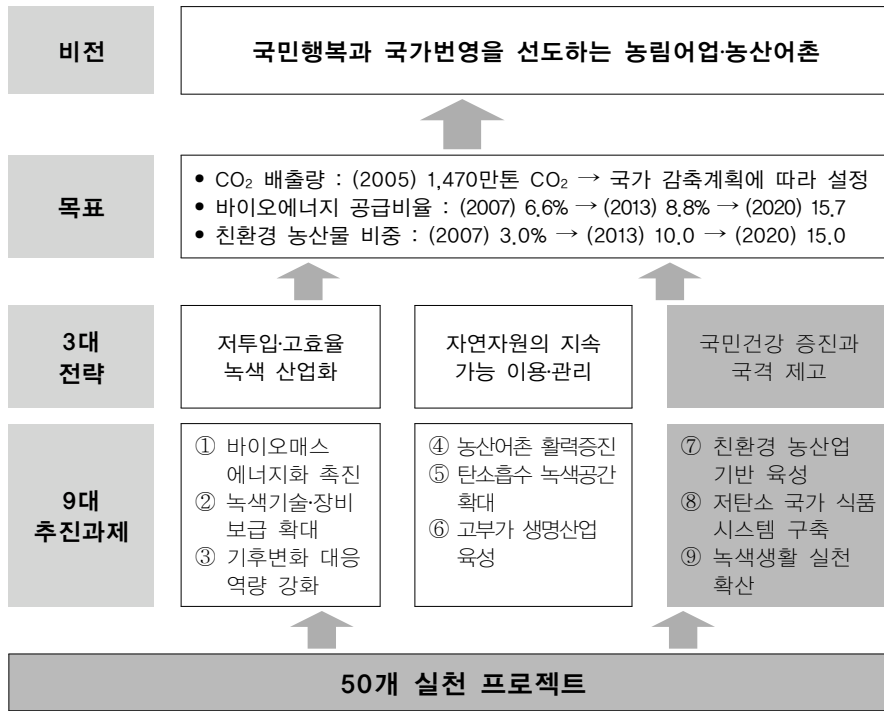 비전
국민행복과 국가번영을 선도하는 농림어업·농산어촌
목표
• CO₂ 배출량 : (2005) 1,470만톤 CO₂ → 국가 감축계획에 따라 설정
• 바이오에너지 공급비율 : (2007) 6.6% → (2013) 8.8% → (2020) 15.7
• 친환경 농산물 비중 : (2007) 3.0% → (2013) 10.0 → (2020) 15.0
3대
전략
저투입·고효율
녹색 산업화
자연자원의 지속
가능 이용·관리
국민건강 증진과
국격 제고
9대
추진과제
① 바이오매스
에너지화 촉진
② 녹색기술·장비
보급 확대
③ 기후변화 대응
역량 강화
④ 농산어촌 활력증진
⑤ 탄소흡수 녹색공간
확대
⑥ 고부가 생명산업
육성
⑦ 친환경 농산업
기반 육성
⑧ 저탄소 국가 식품
시스템 구축
⑨ 녹색생활 실천
확산
50개 실천 프로젝트